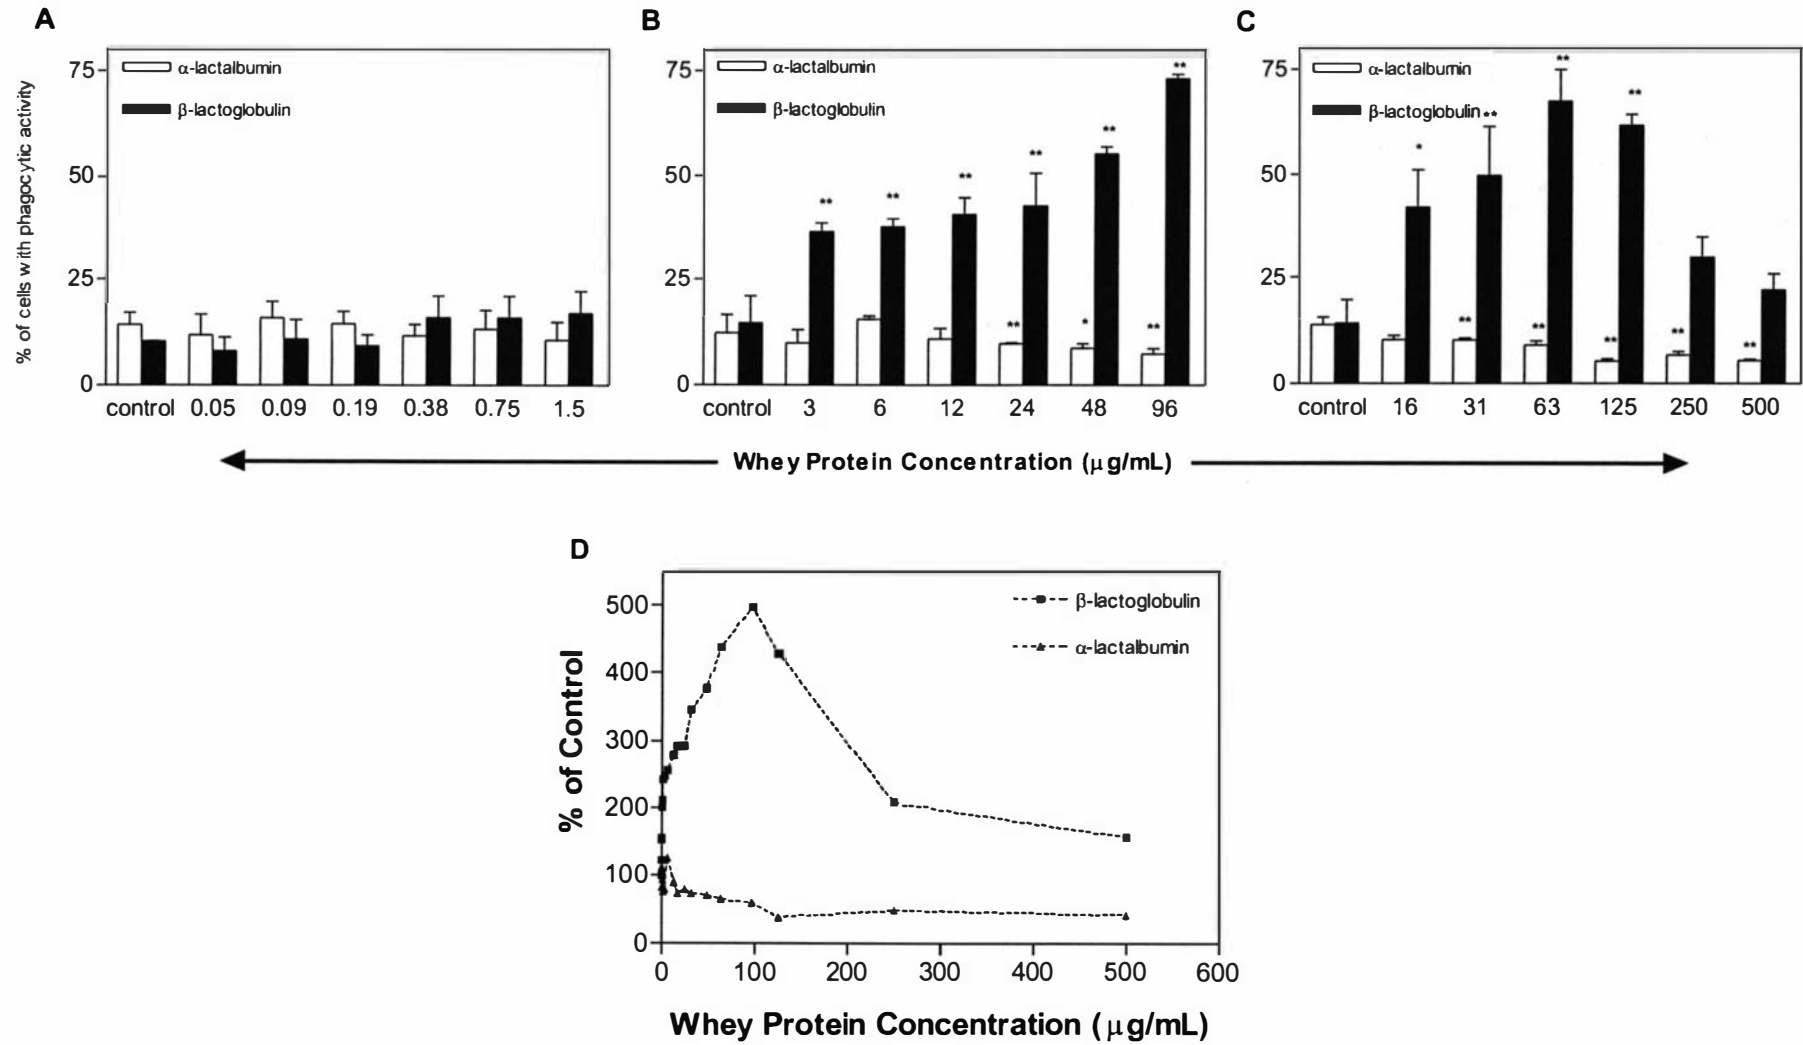 A
% of cells with phagocytic activity
75
50
25
0
α-lactalbumin
β-lactoglobulin
control 0.05 0.09 0.19 0.38 0.75 1.5
B
75
50
25
0
α-lactalbumin
β-lactoglobulin
** ** ** ** ** **
** * **
control 3 6 12 24 48 96
C
75
50
25
0
α-lactalbumin
β-lactoglobulin
* ** ** **
** ** ** ** **
control 16 31 63 125 250 500
Whey Protein Concentration (μg/mL)
D
% of Control
500
400
300
200
100
0
β-lactoglobulin
α-lactalbumin
0 100 200 300 400 500 600
Whey Protein Concentration (μg/mL)